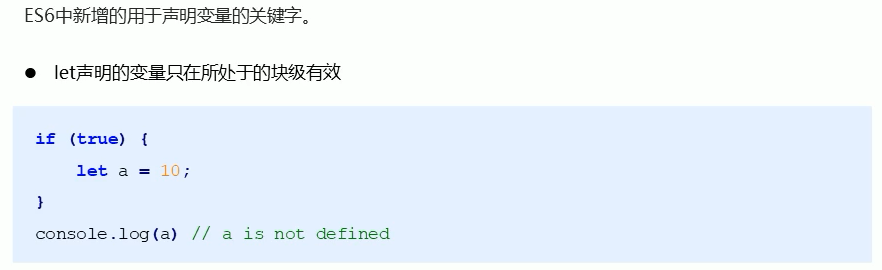 ES6中新增的用于声明变量的关键字。
● let声明的变量只在所处于的块级有效
if (true) {
    let a = 10;
}
console.log(a) // a is not defined